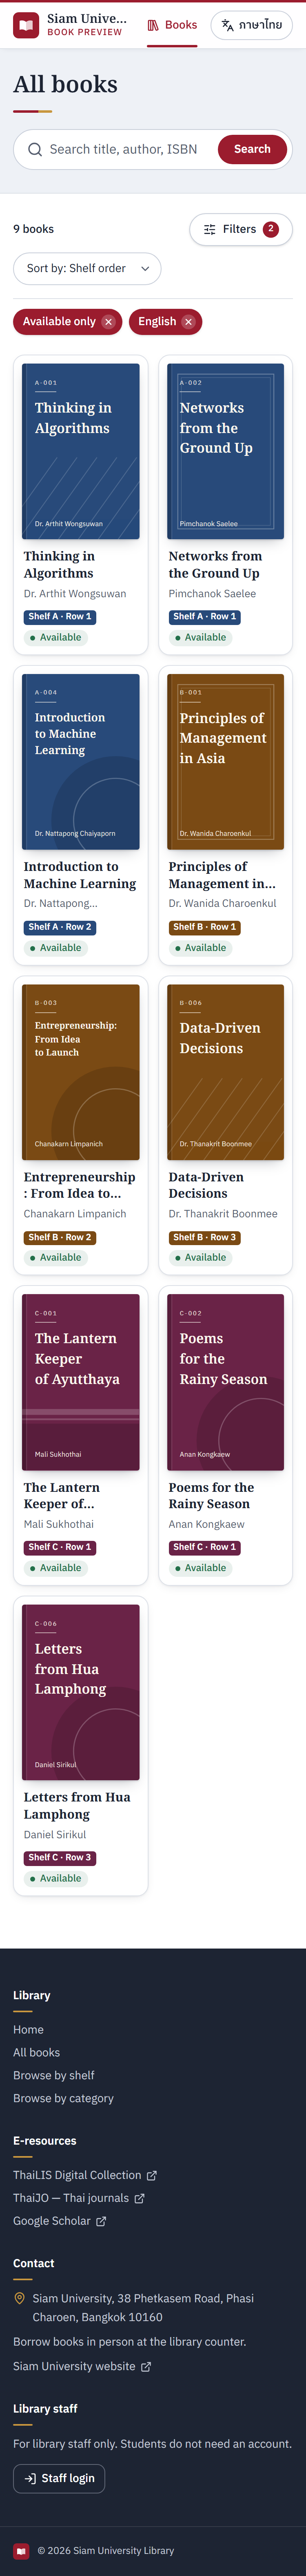 Siam Unive...
BOOK PREVIEW
Books
ภาษาไทย
All books
Search title, author, ISBN
Search
9 books
Filters 2
Sort by: Shelf order
Available only
English
A·001
Thinking in
Algorithms
Dr. Arthit Wongsuwan
Thinking in
Algorithms
Dr. Arthit Wongsuwan
Shelf A · Row 1
Available
A·002
Networks
from the
Ground Up
Pimchanok Saelee
Networks from
the Ground Up
Pimchanok Saelee
Shelf A · Row 1
Available
A·004
Introduction
to Machine
Learning
Dr. Nattapong Chaiyaporn
Introduction to
Machine Learning
Dr. Nattapong...
Shelf A · Row 2
Available
B·001
Principles of
Management
in Asia
Dr. Wanida Charoenkul
Principles of
Management in...
Dr. Wanida Charoenkul
Shelf B · Row 1
Available
B·003
Entrepreneurship:
From Idea
to Launch
Chanakarn Limpanich
Entrepreneurship
: From Idea to...
Chanakarn Limpanich
Shelf B · Row 2
Available
B·006
Data-Driven
Decisions
Dr. Thanakrit Boonmee
Data-Driven
Decisions
Dr. Thanakrit Boonmee
Shelf B · Row 3
Available
C·001
The Lantern
Keeper
of Ayutthaya
Mali Sukhothai
The Lantern
Keeper of...
Mali Sukhothai
Shelf C · Row 1
Available
C·002
Poems
for the
Rainy Season
Anan Kongkaew
Poems for the
Rainy Season
Anan Kongkaew
Shelf C · Row 1
Available
C·006
Letters
from Hua
Lamphong
Daniel Sirikul
Letters from Hua
Lamphong
Daniel Sirikul
Shelf C · Row 3
Available
Library
Home
All books
Browse by shelf
Browse by category
E-resources
ThaiLIS Digital Collection
ThaiJO — Thai journals
Google Scholar
Contact
Siam University, 38 Phetkasem Road, Phasi
Charoen, Bangkok 10160
Borrow books in person at the library counter.
Siam University website
Library staff
For library staff only. Students do not need an account.
Staff login
© 2026 Siam University Library